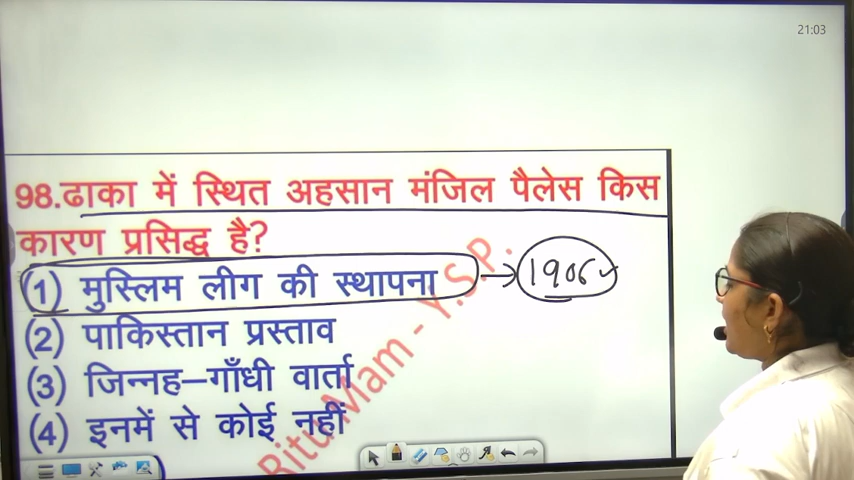 21:03
98.ढाका में स्थित अहसान मंजिल पैलेस किस
कारण प्रसिद्ध है?
(1) मुस्लिम लीग की स्थापना → 1906
(2) पाकिस्तान प्रस्ताव
(3) जिन्नह–गाँधी वार्ता
(4) इनमें से कोई नहीं
Ritu Mam - Y.S.P.